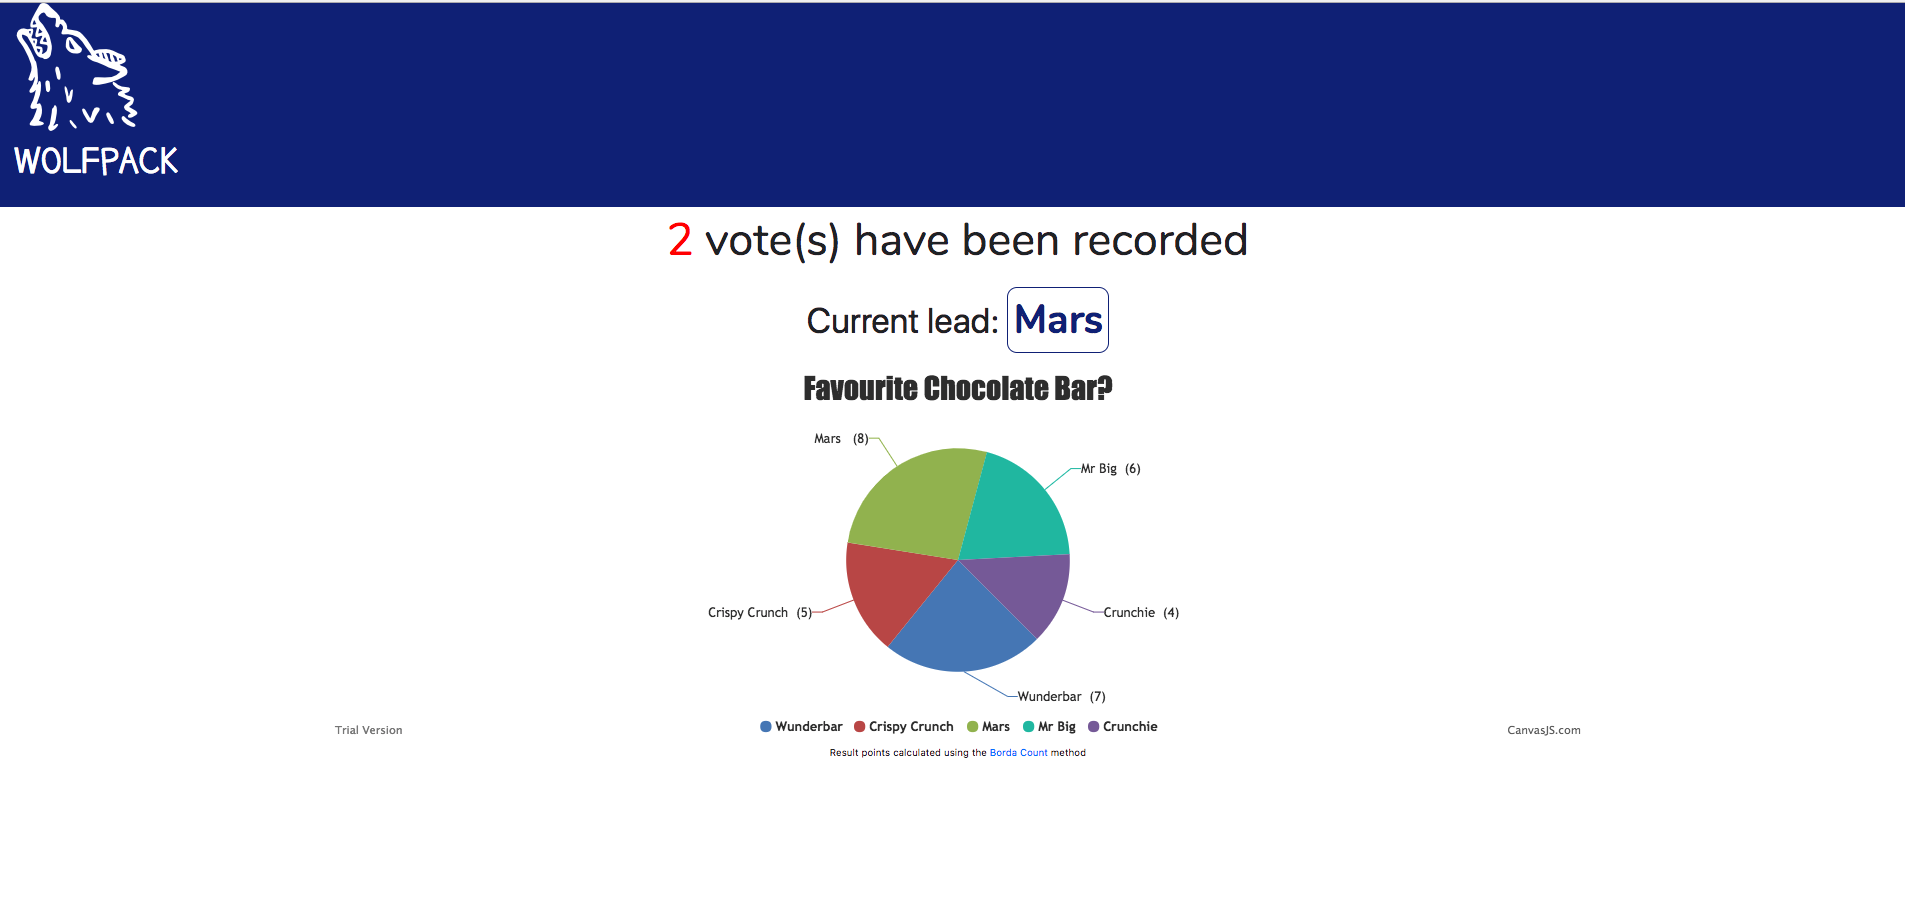 WOLFPACK
2 vote(s) have been recorded
Current lead: Mars
Favourite Chocolate Bar?
Mars (8)
Mr Big (6)
Crispy Crunch (5)
Crunchie (4)
Wunderbar (7)
Wunderbar Crispy Crunch Mars Mr Big Crunchie
Trial Version
CanvasJS.com
Result points calculated using the Borda Count method